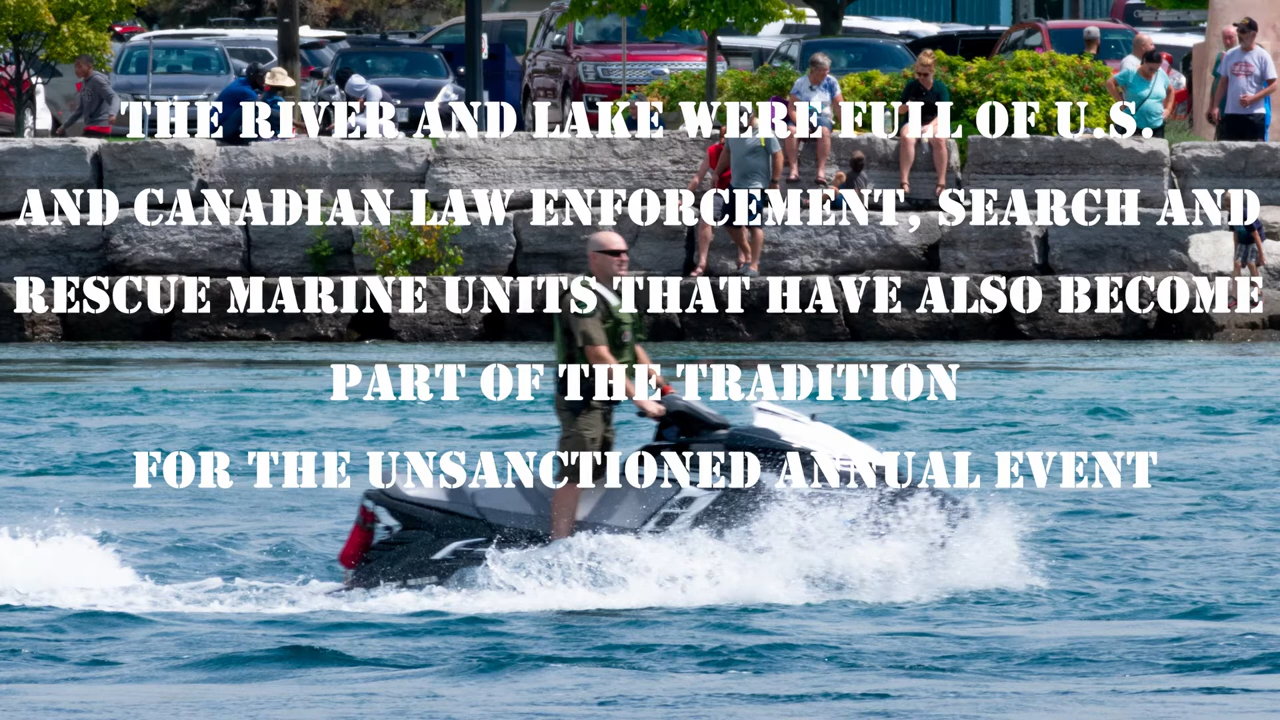 THE RIVER AND LAKE WERE FULL OF U.S.
AND CANADIAN LAW ENFORCEMENT, SEARCH AND
RESCUE MARINE UNITS THAT HAVE ALSO BECOME
PART OF THE TRADITION
FOR THE UNSANCTIONED ANNUAL EVENT